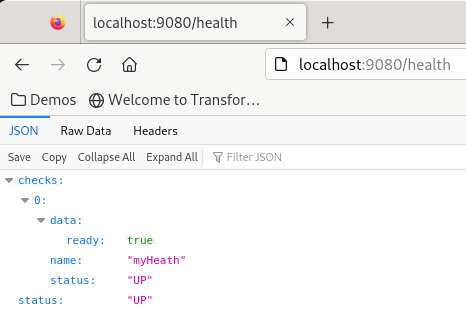 localhost:9080/health
localhost:9080/health
Demos Welcome to Transfor...
JSON Raw Data Headers
Save Copy Collapse All Expand All Filter JSON
checks:
0:
data:
ready: true
name: "myHeath"
status: "UP"
status: "UP"